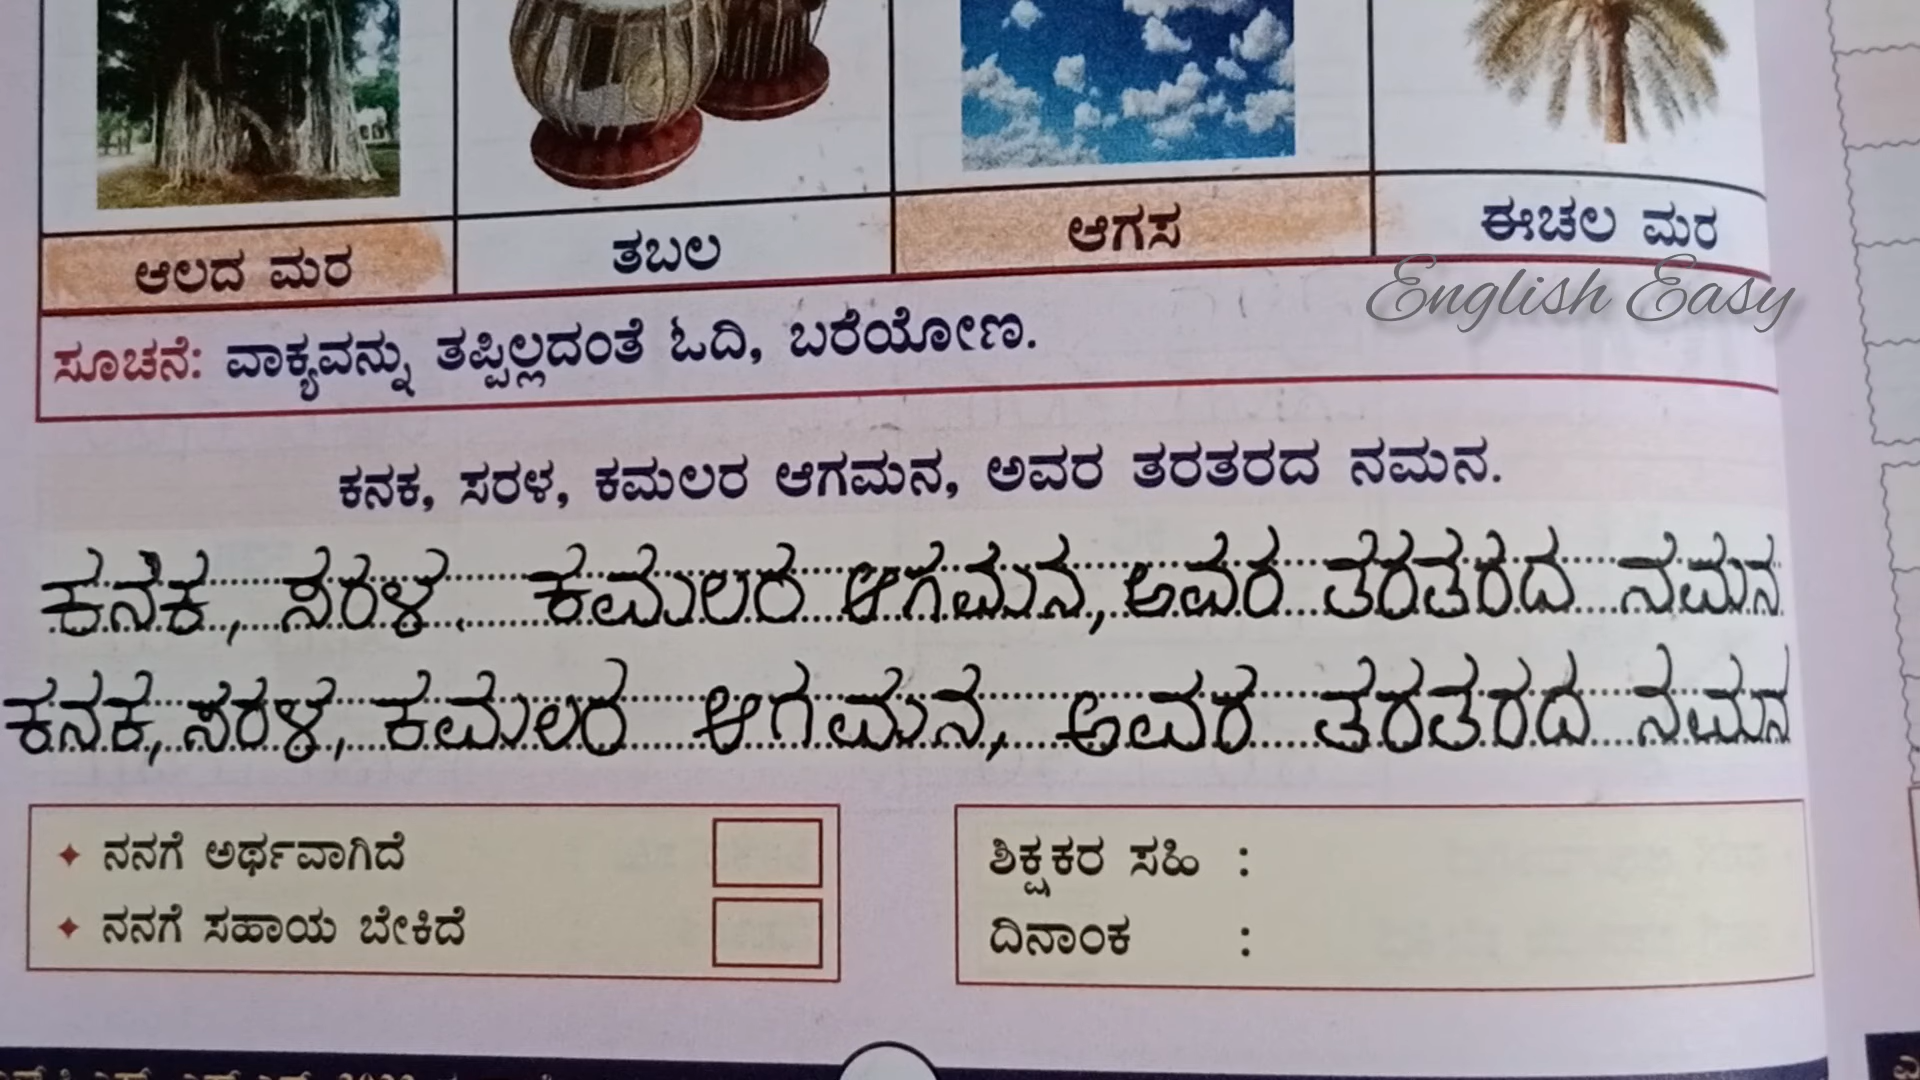 ಆಲದ ಮರ ತಬಲ ಆಗಸ ಈಚಲ ಮರ
English Easy
ಸೂಚನೆ: ವಾಕ್ಯವನ್ನು ತಪ್ಪಿಲ್ಲದಂತೆ ಓದಿ, ಬರೆಯೋಣ.
ಕನಕ, ಸರಳ, ಕಮಲರ ಆಗಮನ, ಅವರ ತರತರದ ನಮನ.
ಕನಕ, ಸರಳ, ಕಮಲರ ಆಗಮನ, ಅವರ ತರತರದ ನಮನ
ಕನಕ, ಸರಳ, ಕಮಲರ ಆಗಮನ, ಅವರ ತರತರದ ನಮನ
ನನಗೆ ಅರ್ಥವಾಗಿದೆ
ನನಗೆ ಸಹಾಯ ಬೇಕಿದೆ
ಶಿಕ್ಷಕರ ಸಹಿ :
ದಿನಾಂಕ :